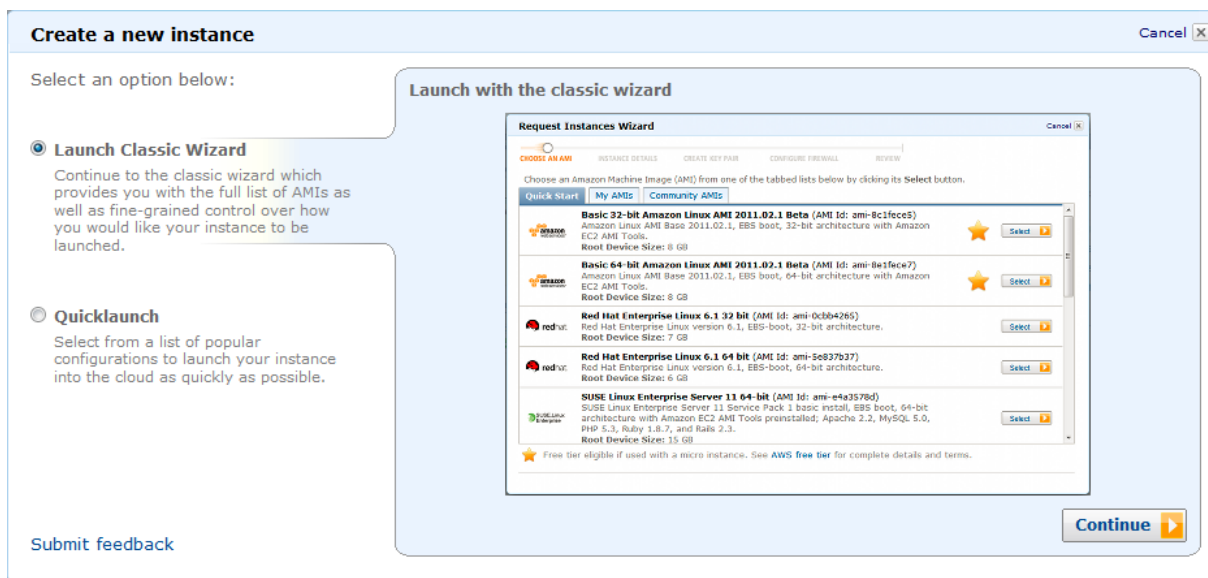 Create a new instance
Cancel
Select an option below:
Launch Classic Wizard
Continue to the classic wizard which
provides you with the full list of AMIs as
well as fine-grained control over how
you would like your instance to be
launched.
Quicklaunch
Select from a list of popular
configurations to launch your instance
into the cloud as quickly as possible.
Submit feedback
Launch with the classic wizard
Request Instances Wizard
Cancel
CHOOSE AN AMI INSTANCE DETAILS CREATE KEY PAIR CONFIGURE FIREWALL REVIEW
Choose an Amazon Machine Image (AMI) from one of the tabbed lists below by clicking its Select button.
Quick Start My AMIs Community AMIs
amazon
Basic 32-bit Amazon Linux AMI 2011.02.1 Beta (AMI Id: ami-8c1fece5)
Amazon Linux AMI Base 2011.02.1, EBS boot, 32-bit architecture with Amazon
EC2 AMI Tools.
Root Device Size: 8 GB
Select
amazon
Basic 64-bit Amazon Linux AMI 2011.02.1 Beta (AMI Id: ami-8e1fece7)
Amazon Linux AMI Base 2011.02.1, EBS boot, 64-bit architecture with Amazon
EC2 AMI Tools.
Root Device Size: 8 GB
Select
redhat
Red Hat Enterprise Linux 6.1 32 bit (AMI Id: ami-0cbb4265)
Red Hat Enterprise Linux version 6.1, EBS-boot, 32-bit architecture.
Root Device Size: 7 GB
Select
redhat
Red Hat Enterprise Linux 6.1 64 bit (AMI Id: ami-5e837b37)
Red Hat Enterprise Linux version 6.1, EBS-boot, 64-bit architecture.
Root Device Size: 6 GB
Select
SUSE Linux
Enterprise
SUSE Linux Enterprise Server 11 64-bit (AMI Id: ami-e4a3578d)
SUSE Linux Enterprise Server 11 Service Pack 1 basic install, EBS boot, 64-bit
architecture with Amazon EC2 AMI Tools preinstalled; Apache 2.2, MySQL 5.0,
PHP 5.3, Ruby 1.8.7, and Rails 2.3.
Root Device Size: 15 GB
Select
Free tier eligible if used with a micro instance. See AWS free tier for complete details and terms.
Continue